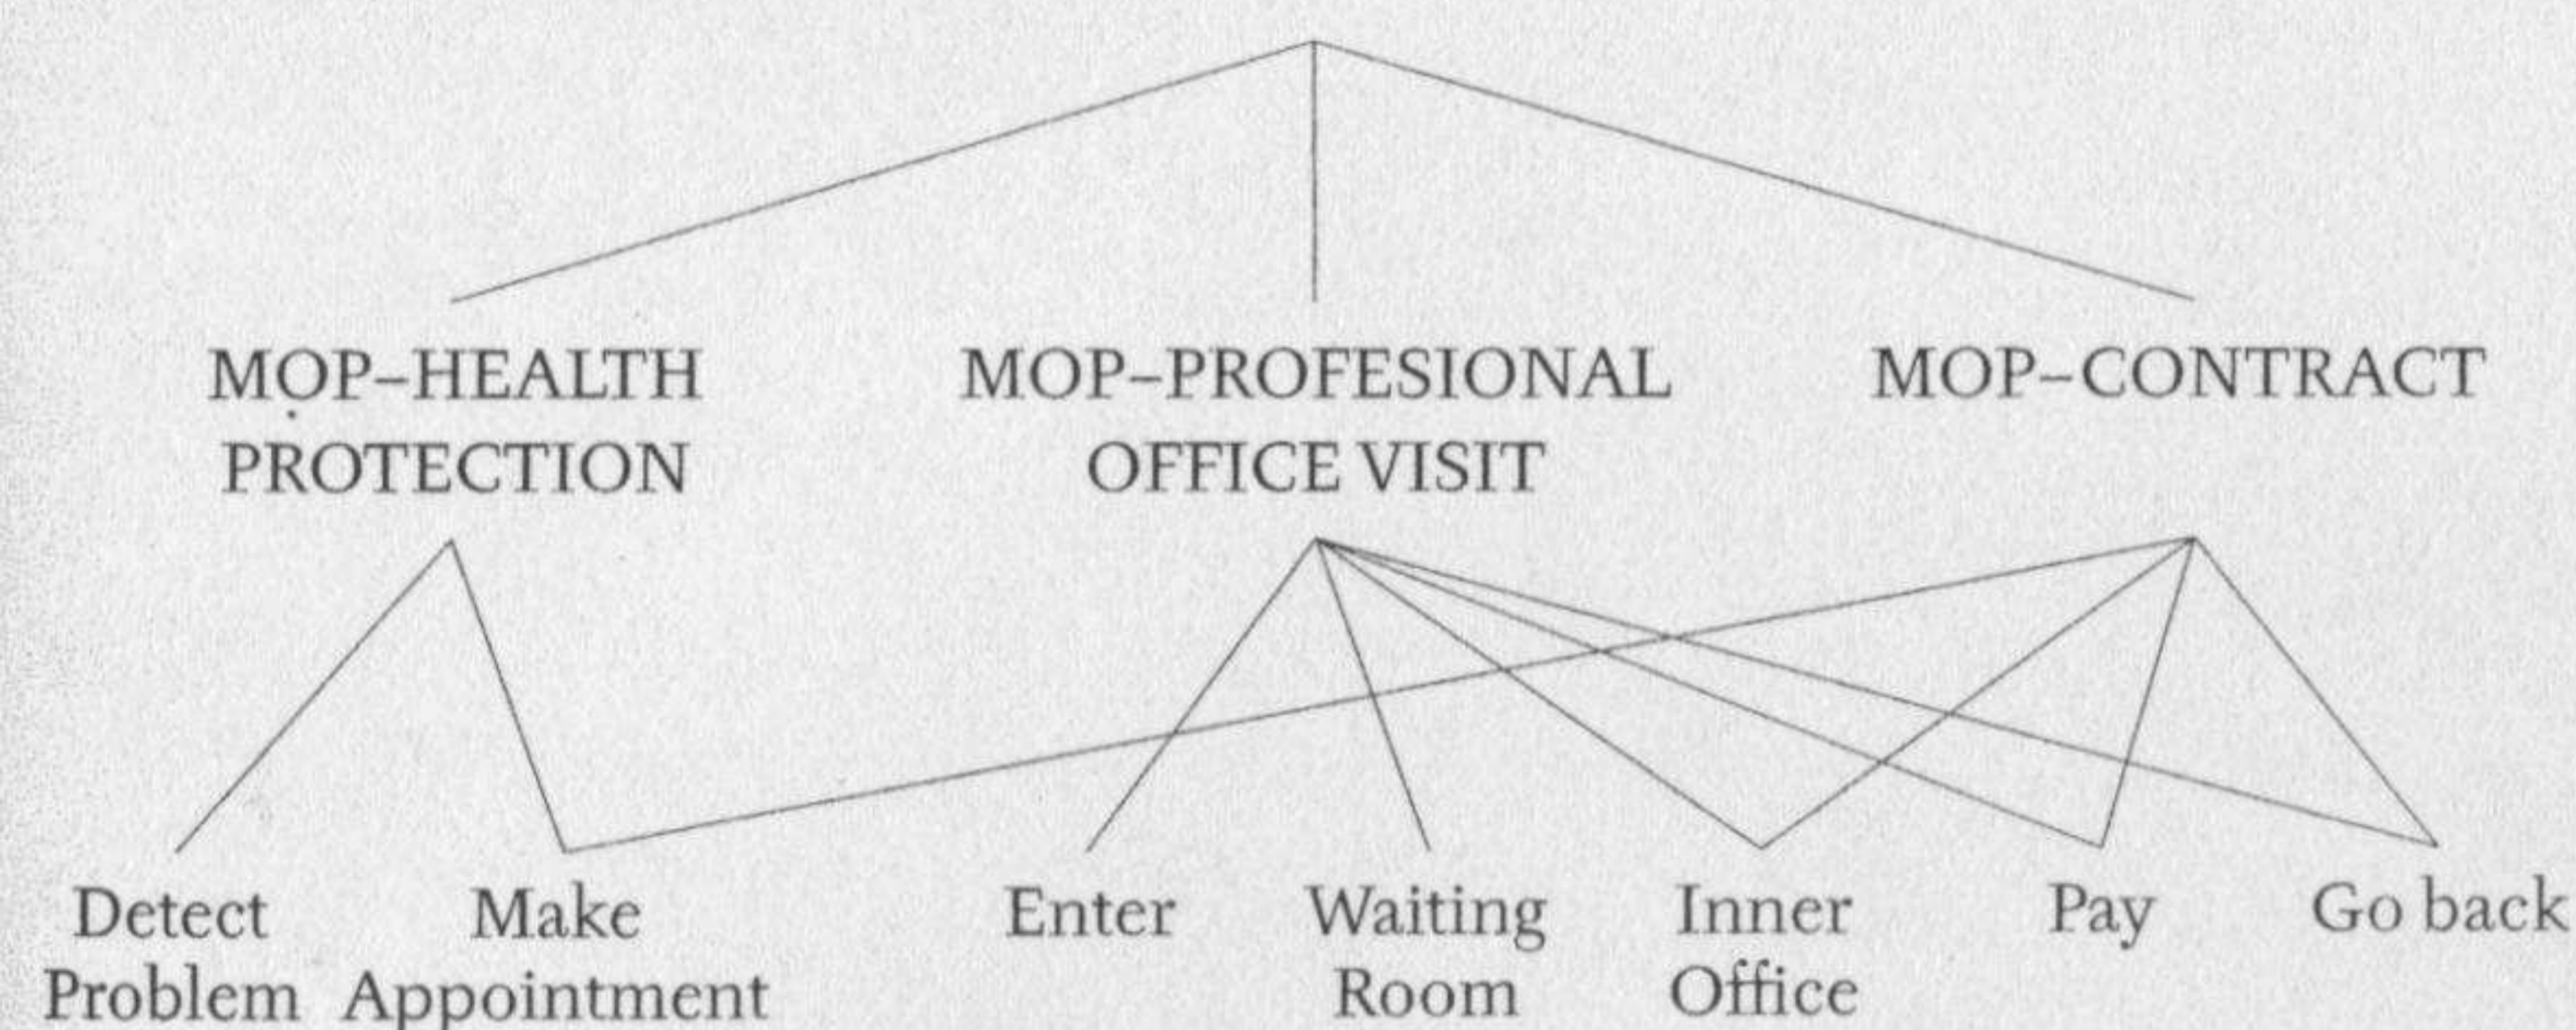 MOP–HEALTH
PROTECTION
MOP–PROFESIONAL
OFFICE VISIT
MOP–CONTRACT
Detect
Problem
Make
Appointment
Enter
Waiting
Room
Inner
Office
Pay
Go back